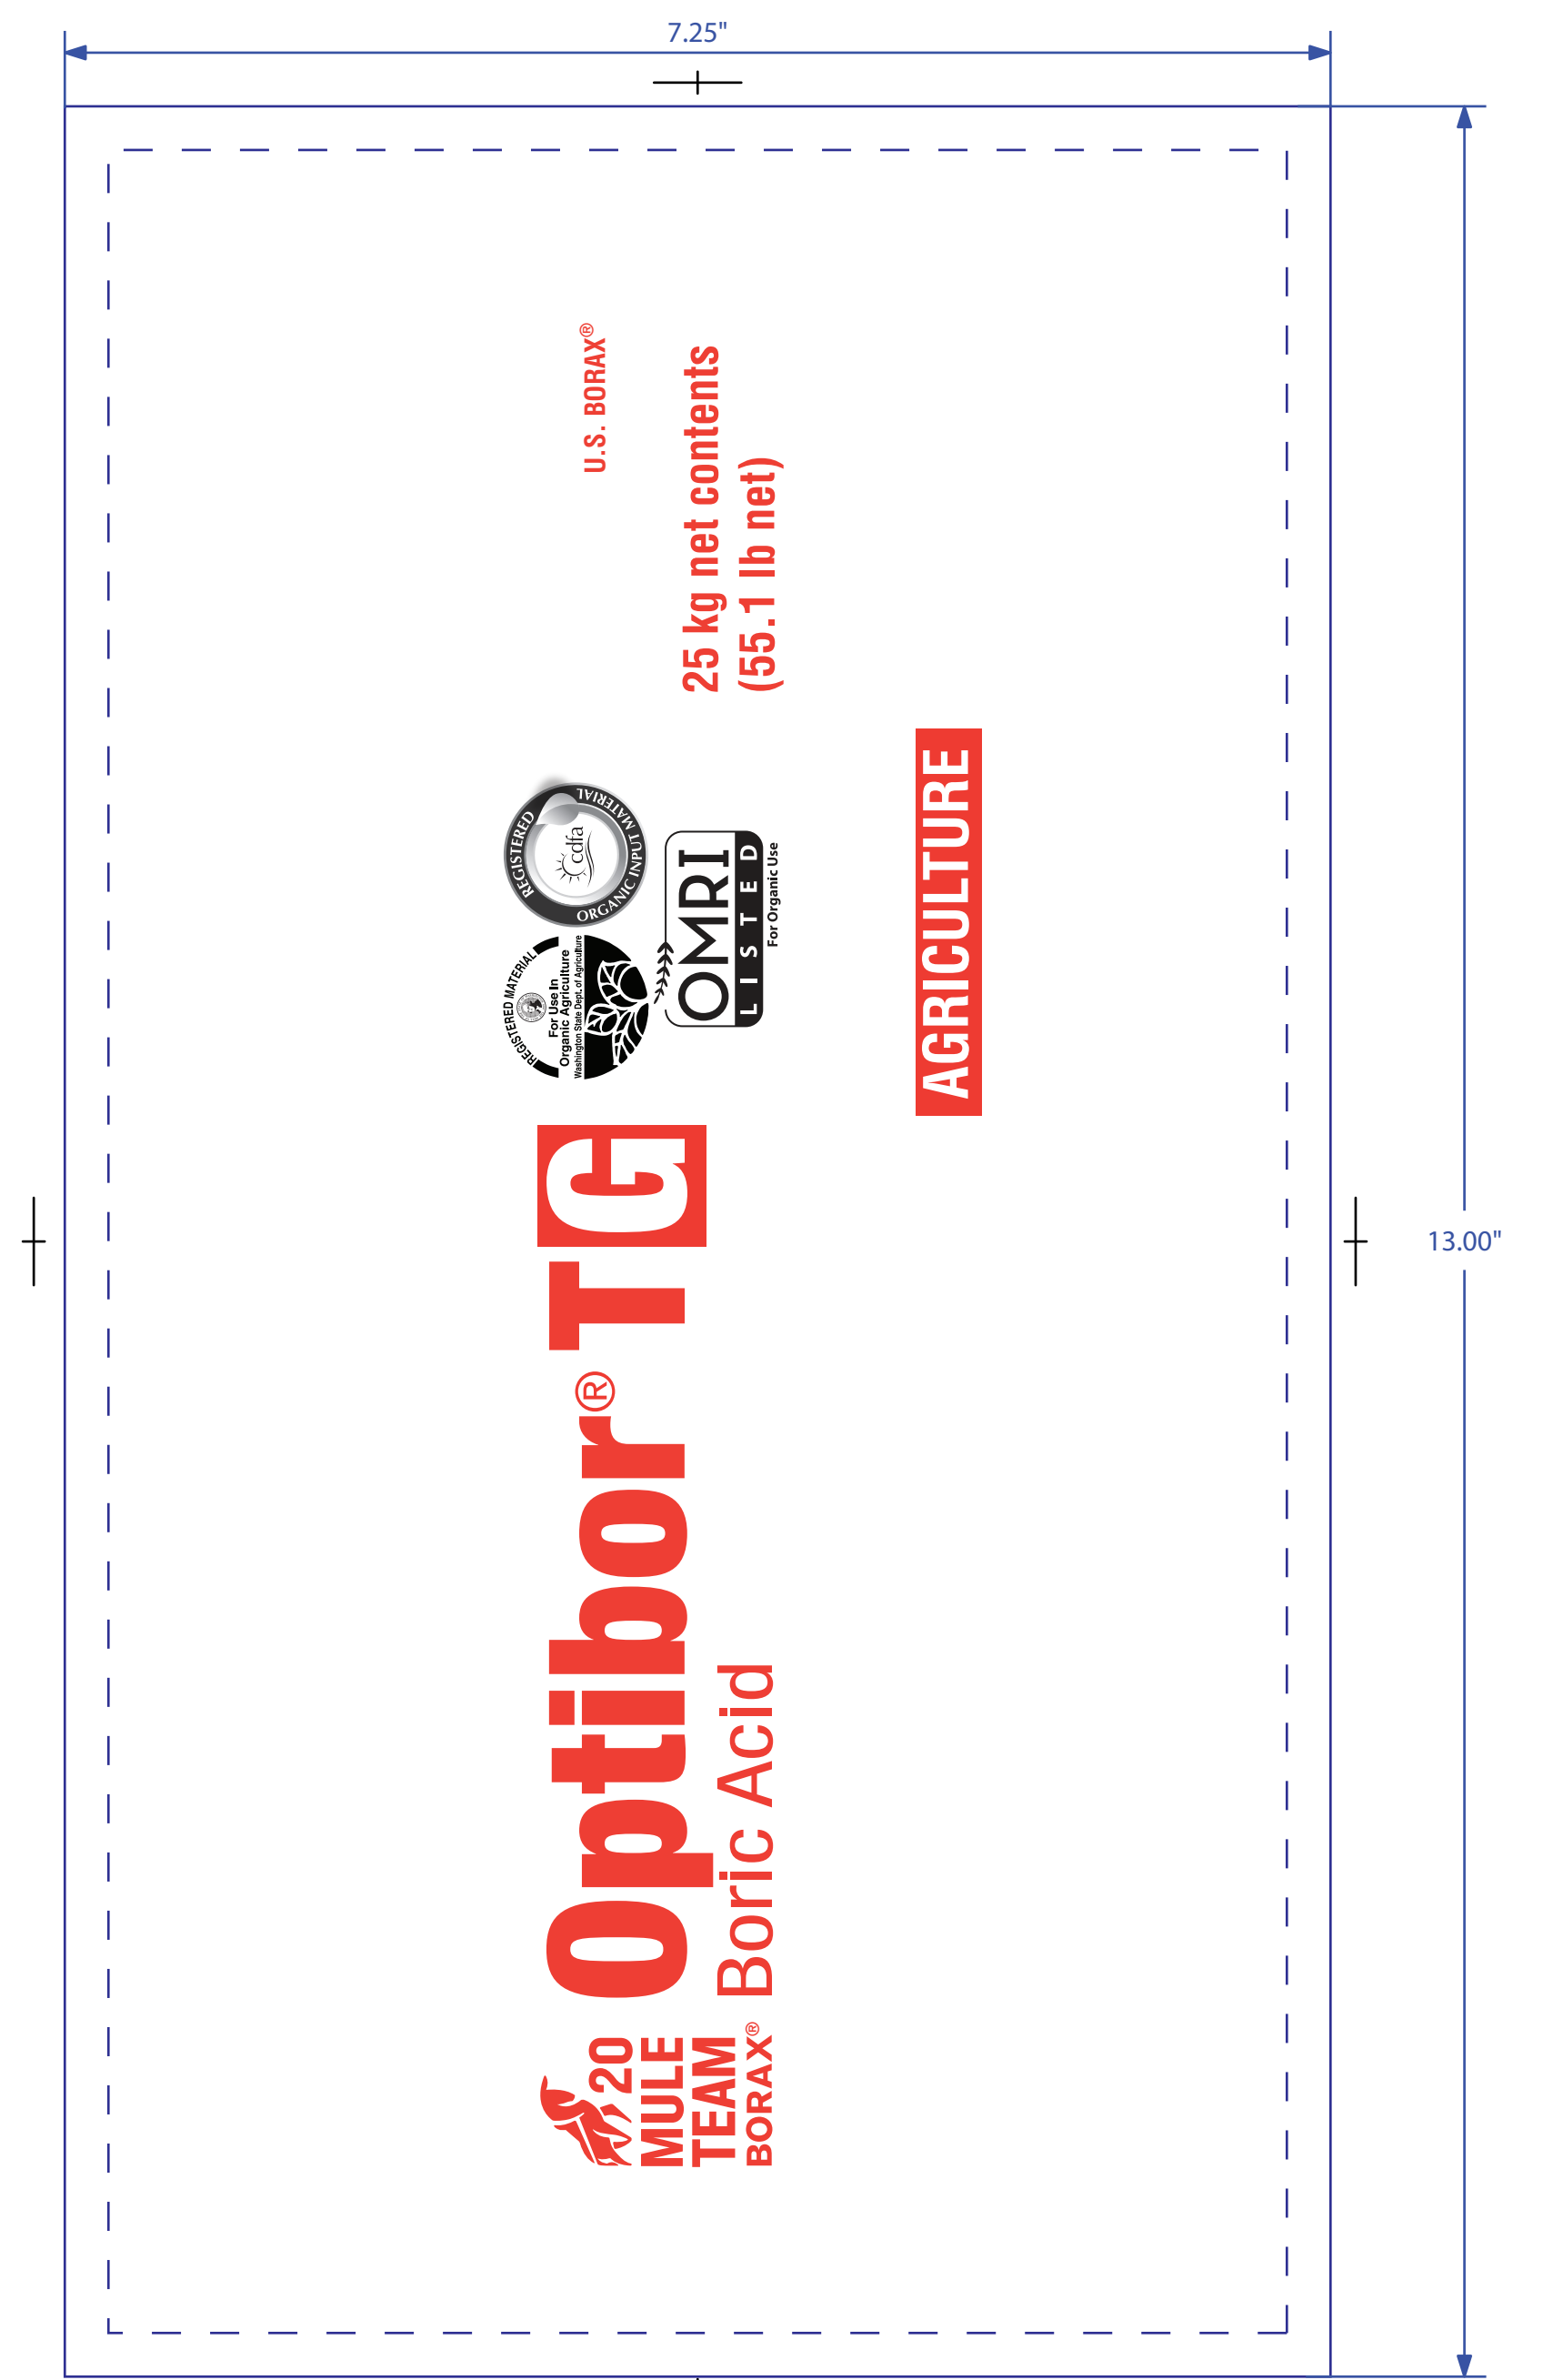 7.25"
13.00"
20
MULE
TEAM
BORAX®
Optibor® TG
Boric Acid
REGISTERED MATERIAL
For Use In
Organic Agriculture
Washington State Dept. of Agriculture
REGISTERED
ORGANIC INPUT MATERIAL
cdfa
OMRI
LISTED
For Organic Use
U.S. BORAX®
25 kg net contents
(55.1 lb net)
AGRICULTURE